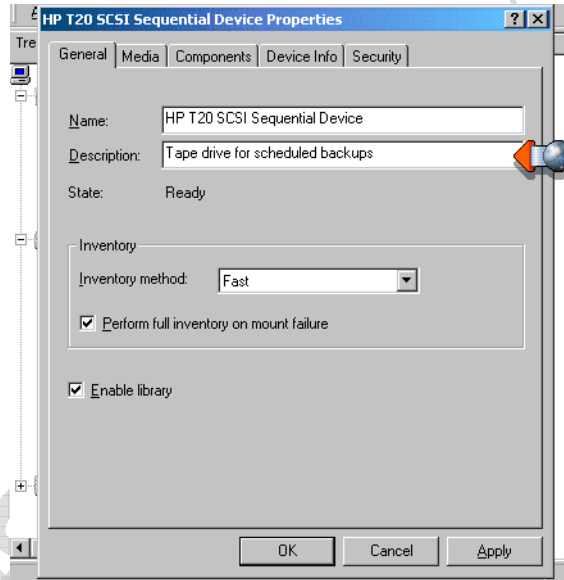 HP T20 SCSI Sequential Device Properties
Tre
General Media Components Device Info Security
Name: HP T20 SCSI Sequential Device
Description: Tape drive for scheduled backups
State: Ready
Inventory
Inventory method: Fast
Perform full inventory on mount failure
Enable library
OK Cancel Apply